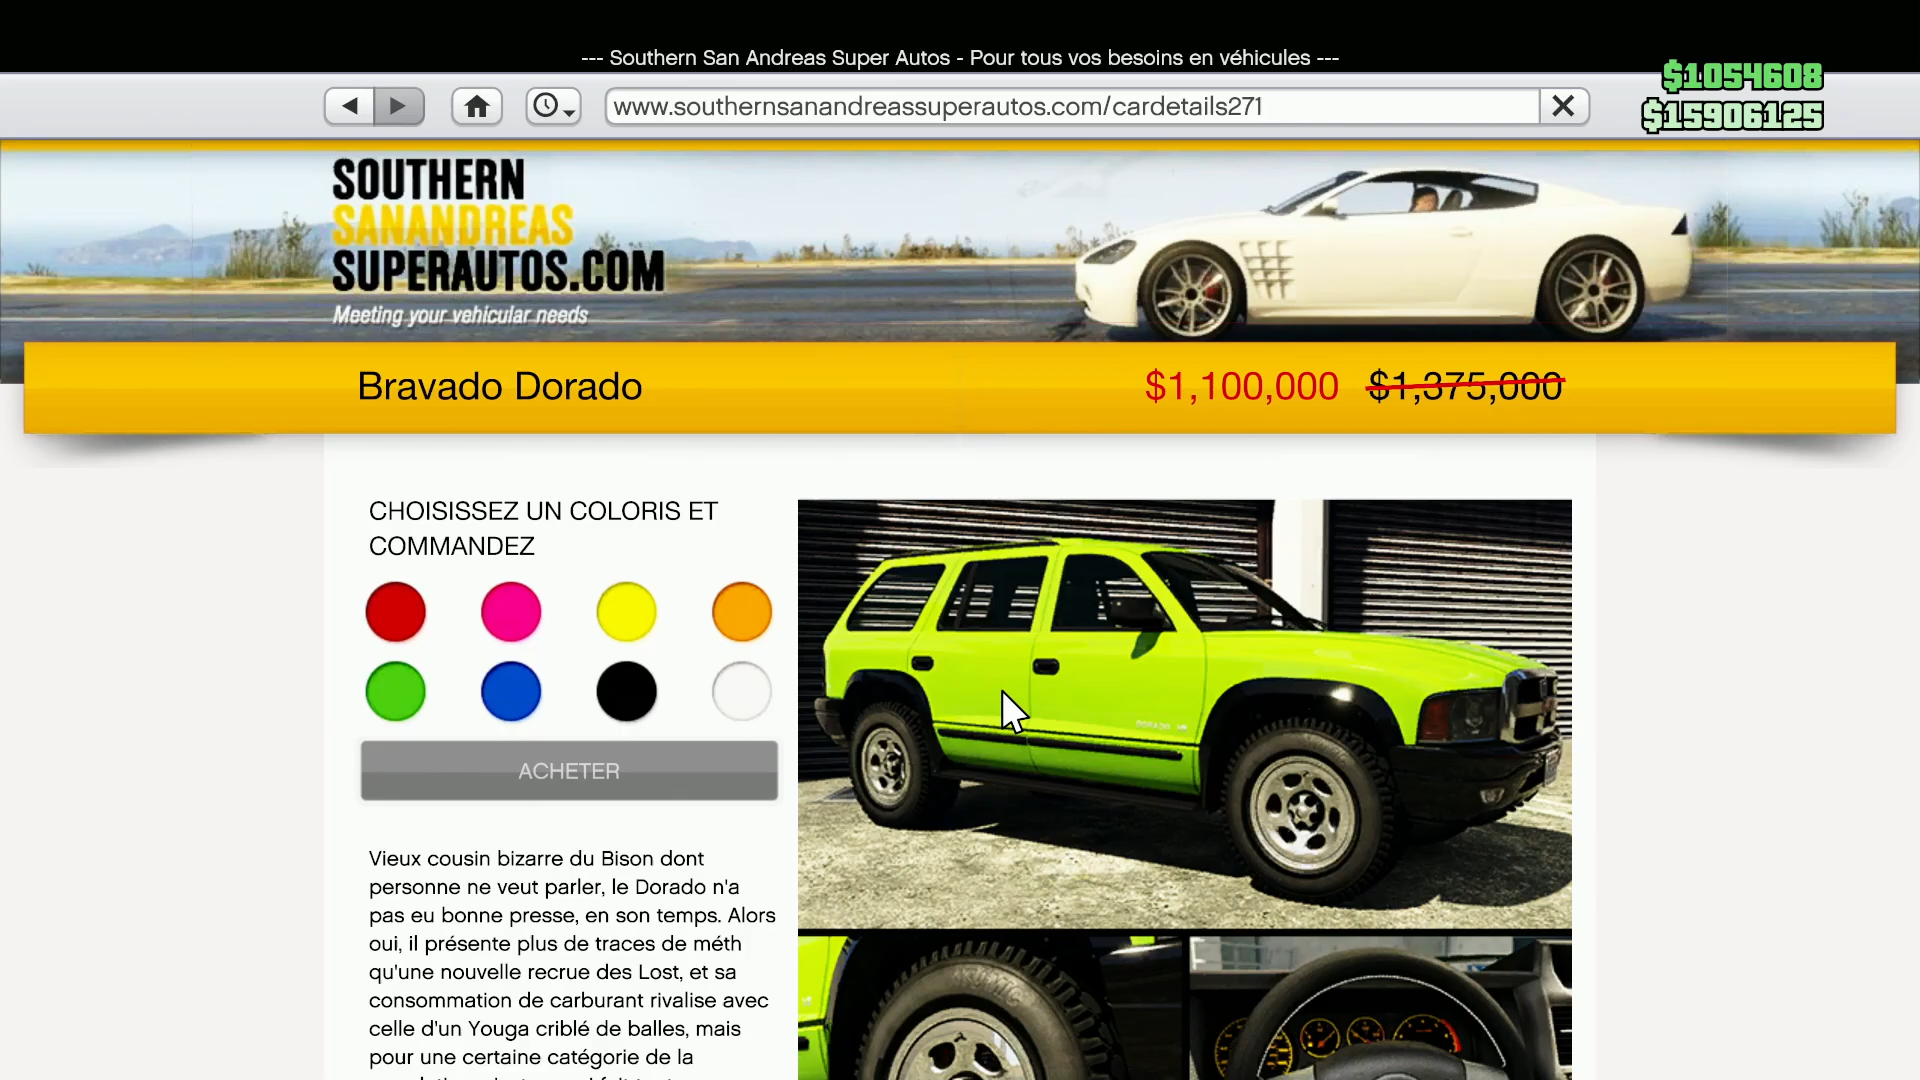 --- Southern San Andreas Super Autos - Pour tous vos besoins en véhicules ---
$1054608
$15906125
www.southernsanandreassuperautos.com/cardetails271
SOUTHERN
SANANDREAS
SUPERAUTOS.COM
Meeting your vehicular needs
Bravado Dorado
$1,100,000 $1,375,000
CHOISISSEZ UN COLORIS ET
COMMANDEZ
ACHETER
Vieux cousin bizarre du Bison dont
personne ne veut parler, le Dorado n'a
pas eu bonne presse, en son temps. Alors
oui, il présente plus de traces de méth
qu'une nouvelle recrue des Lost, et sa
consommation de carburant rivalise avec
celle d'un Youga criblé de balles, mais
pour une certaine catégorie de la